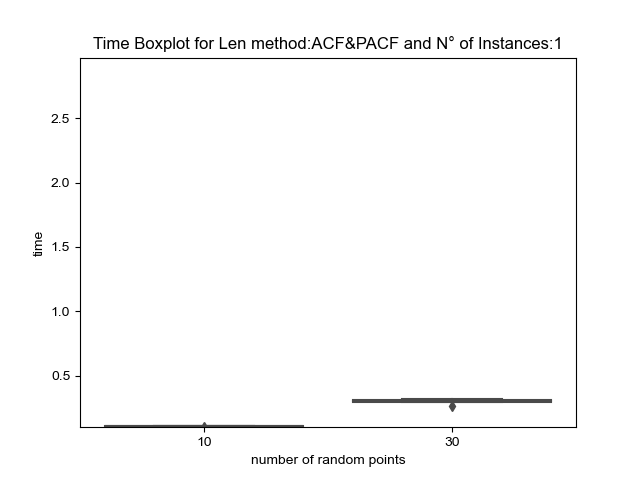 Time Boxplot for Len method:ACF&PACF and N° of Instances:1
2.5
2.0
1.5
1.0
0.5
time
10 30
number of random points